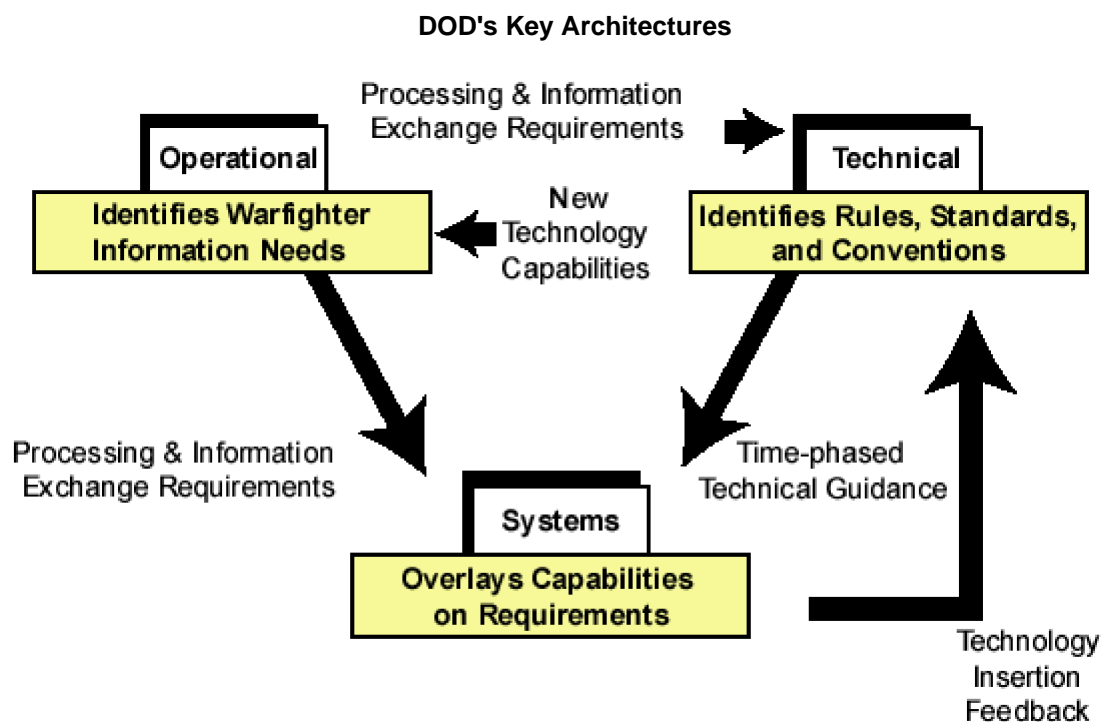 DOD's Key Architectures
Processing & Information
Exchange Requirements
Operational
Technical
Identifies Warfighter
Information Needs
New
Technology
Capabilities
Identifies Rules, Standards,
and Conventions
Processing & Information
Exchange Requirements
Time-phased
Technical Guidance
Systems
Overlays Capabilities
on Requirements
Technology
Insertion
Feedback